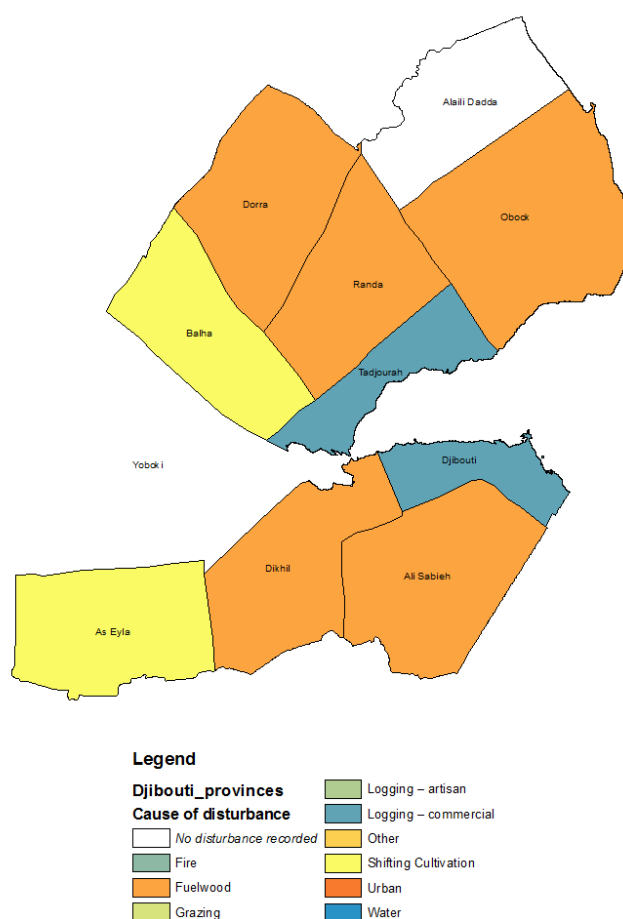 Alaili Dadda
Dorra
Obock
Randa
Balha
Tadjourah
Djibouti
Yoboki
Dikhil
Ali Sabieh
As Eyla
Legend
Djibouti_provinces
Cause of disturbance
No disturbance recorded
Fire
Fuelwood
Grazing
Logging – artisan
Logging – commercial
Other
Shifting Cultivation
Urban
Water